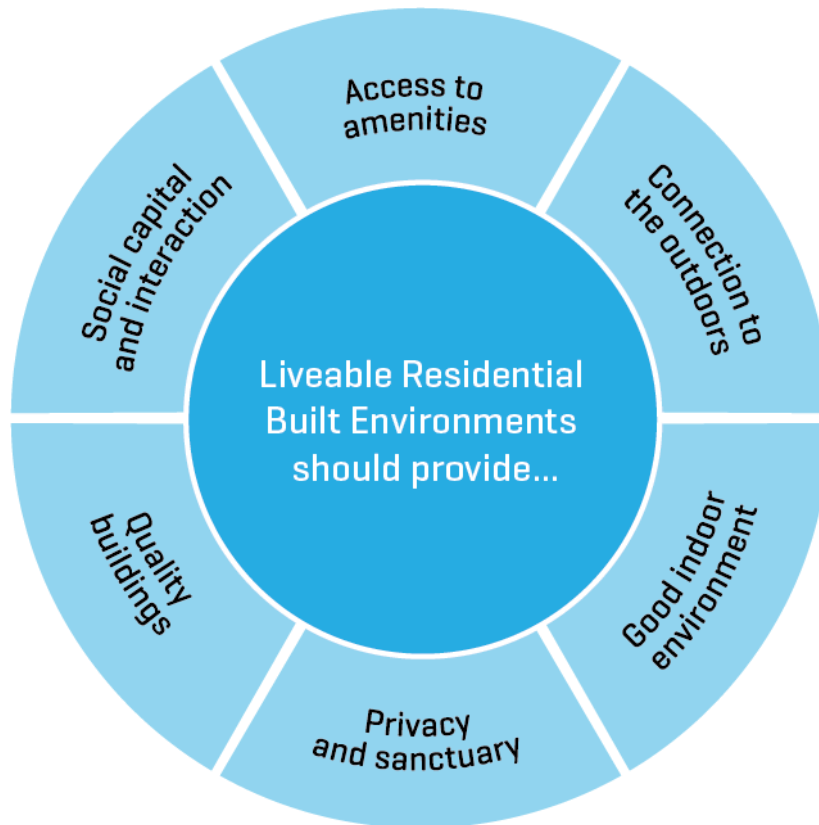 Access to
amenities
Connection to
the outdoors
Good indoor
environment
Privacy
and sanctuary
Quality
buildings
Social capital
and interaction
Liveable Residential
Built Environments
should provide...